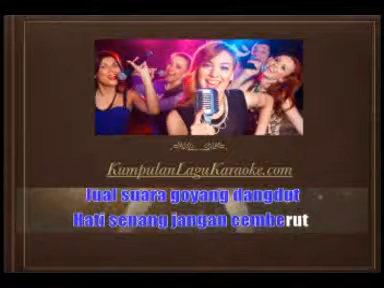 KumpulanLaguKaraoke.com
Jual suara goyang dangdut
Hati senang jangan cemberut